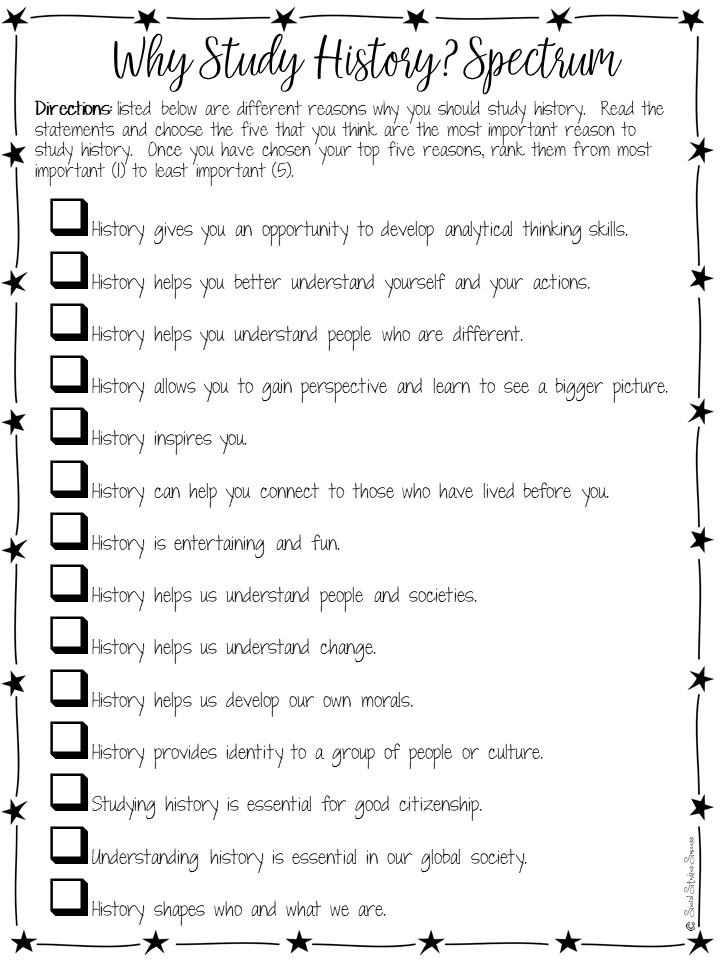 Why Study History? Spectrum
Directions: listed below are different reasons why you should study history. Read the
statements and choose the five that you think are the most important reason to
study history. Once you have chosen your top five reasons, rank them from most
important (1) to least important (5).
History gives you an opportunity to develop analytical thinking skills.
History helps you better understand yourself and your actions.
History helps you understand people who are different.
History allows you to gain perspective and learn to see a bigger picture.
History inspires you.
History can help you connect to those who have lived before you.
History is entertaining and fun.
History helps us understand people and societies.
History helps us understand change.
History helps us develop our own morals.
History provides identity to a group of people or culture.
Studying history is essential for good citizenship.
Understanding history is essential in our global society.
History shapes who and what we are.
© Social Studies Success